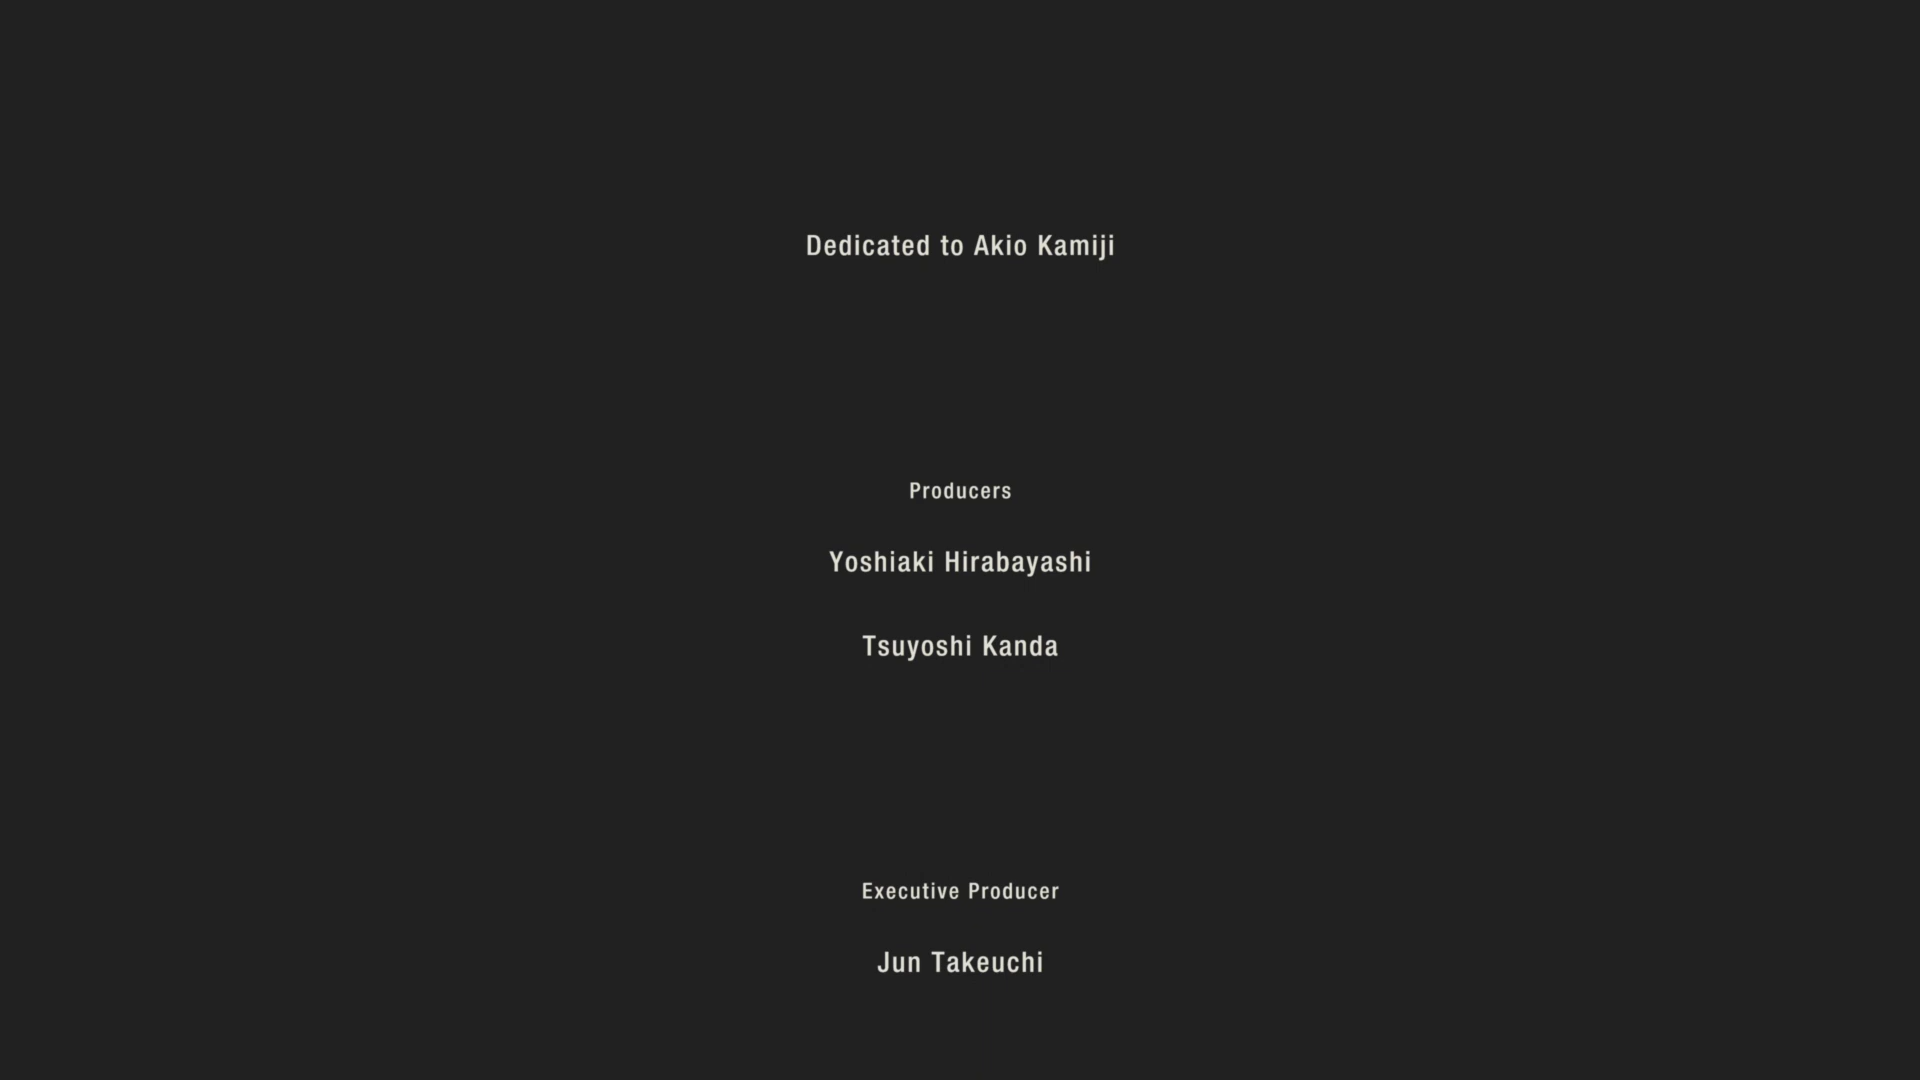 Dedicated to Akio Kamiji
Producers
Yoshiaki Hirabayashi
Tsuyoshi Kanda
Executive Producer
Jun Takeuchi